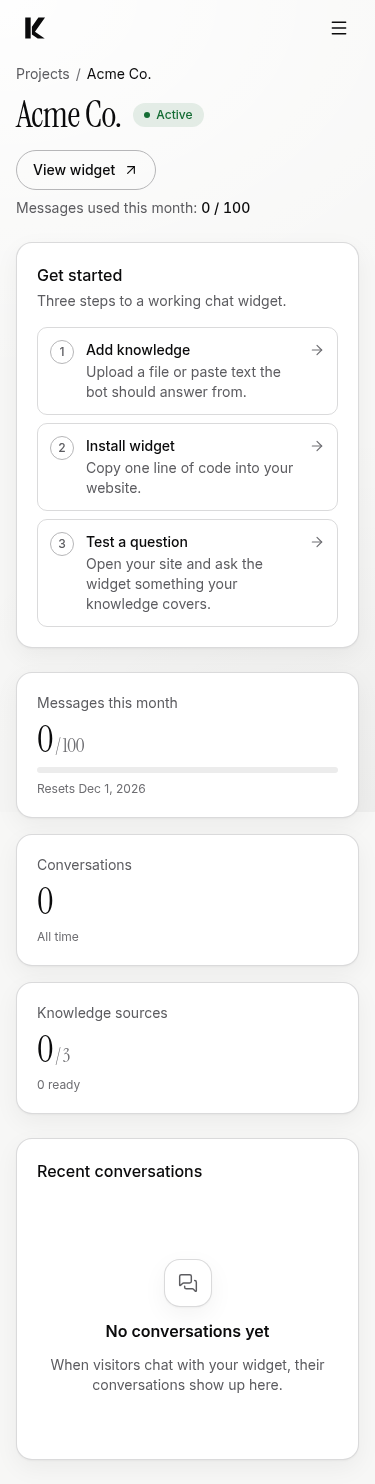 K
Projects / Acme Co.
Acme Co.
Active
View widget
Messages used this month: 0 / 100
Get started
Three steps to a working chat widget.
1
Add knowledge
Upload a file or paste text the
bot should answer from.
2
Install widget
Copy one line of code into your
website.
3
Test a question
Open your site and ask the
widget something your
knowledge covers.
Messages this month
0 /100
Resets Dec 1, 2026
Conversations
0
All time
Knowledge sources
0 / 3
0 ready
Recent conversations
No conversations yet
When visitors chat with your widget, their
conversations show up here.